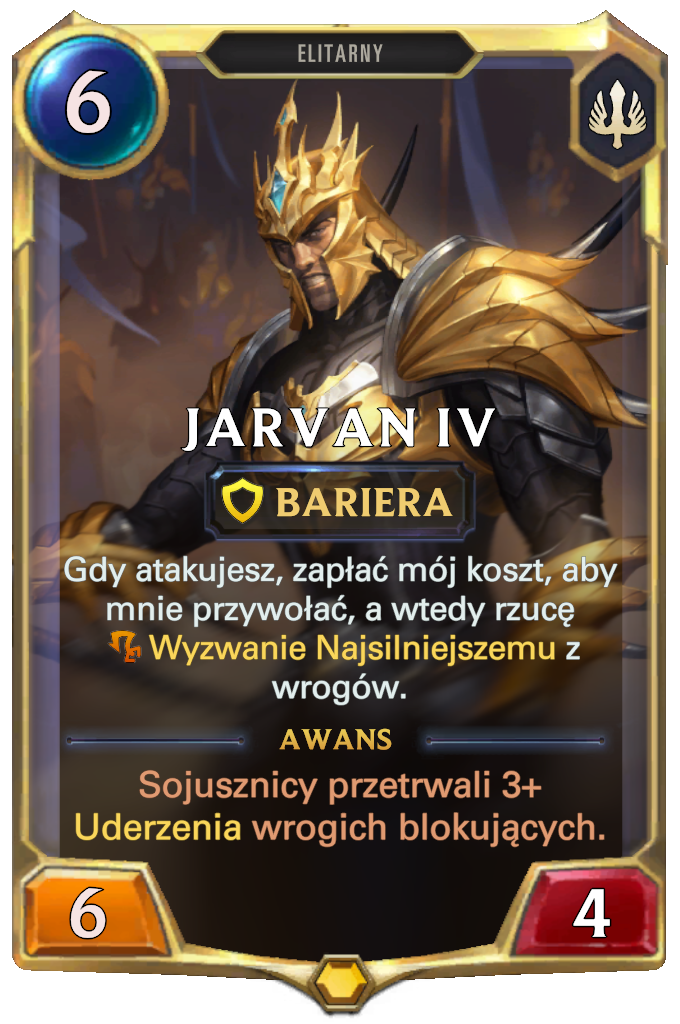 ELITARNY
6
JARVAN IV
BARIERA
Gdy atakujesz, zapłać mój koszt, aby
mnie przywołać, a wtedy rzucę
Wyzwanie Najsilniejszemu z
wrogów.
AWANS
Sojusznicy przetrwali 3+
Uderzenia wrogich blokujących.
6
4